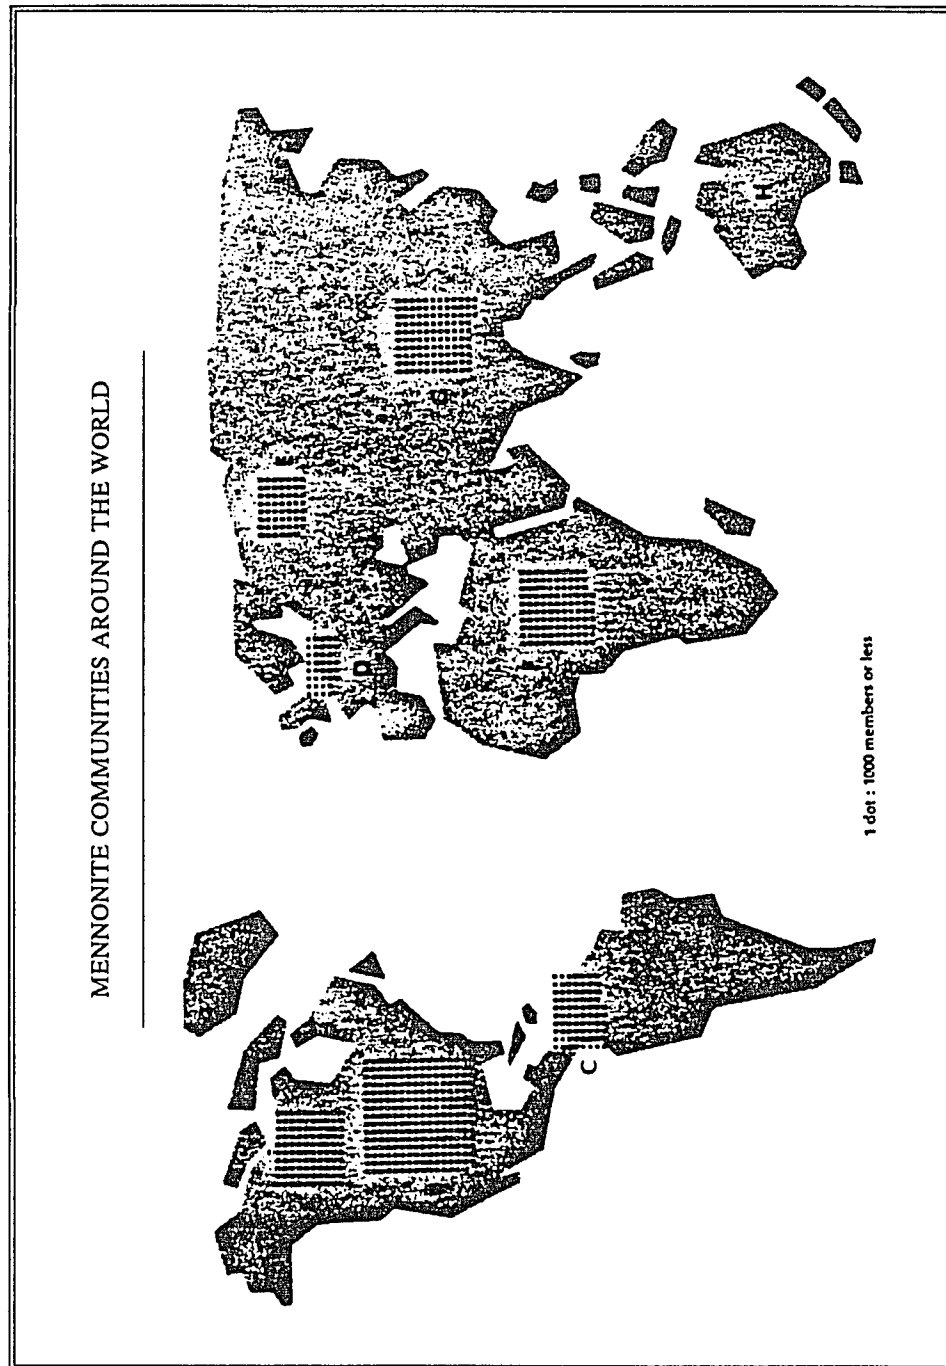 MENNONITE COMMUNITIES AROUND THE WORLD
E
D
G
F
H
C
1 dot : 1000 members or less